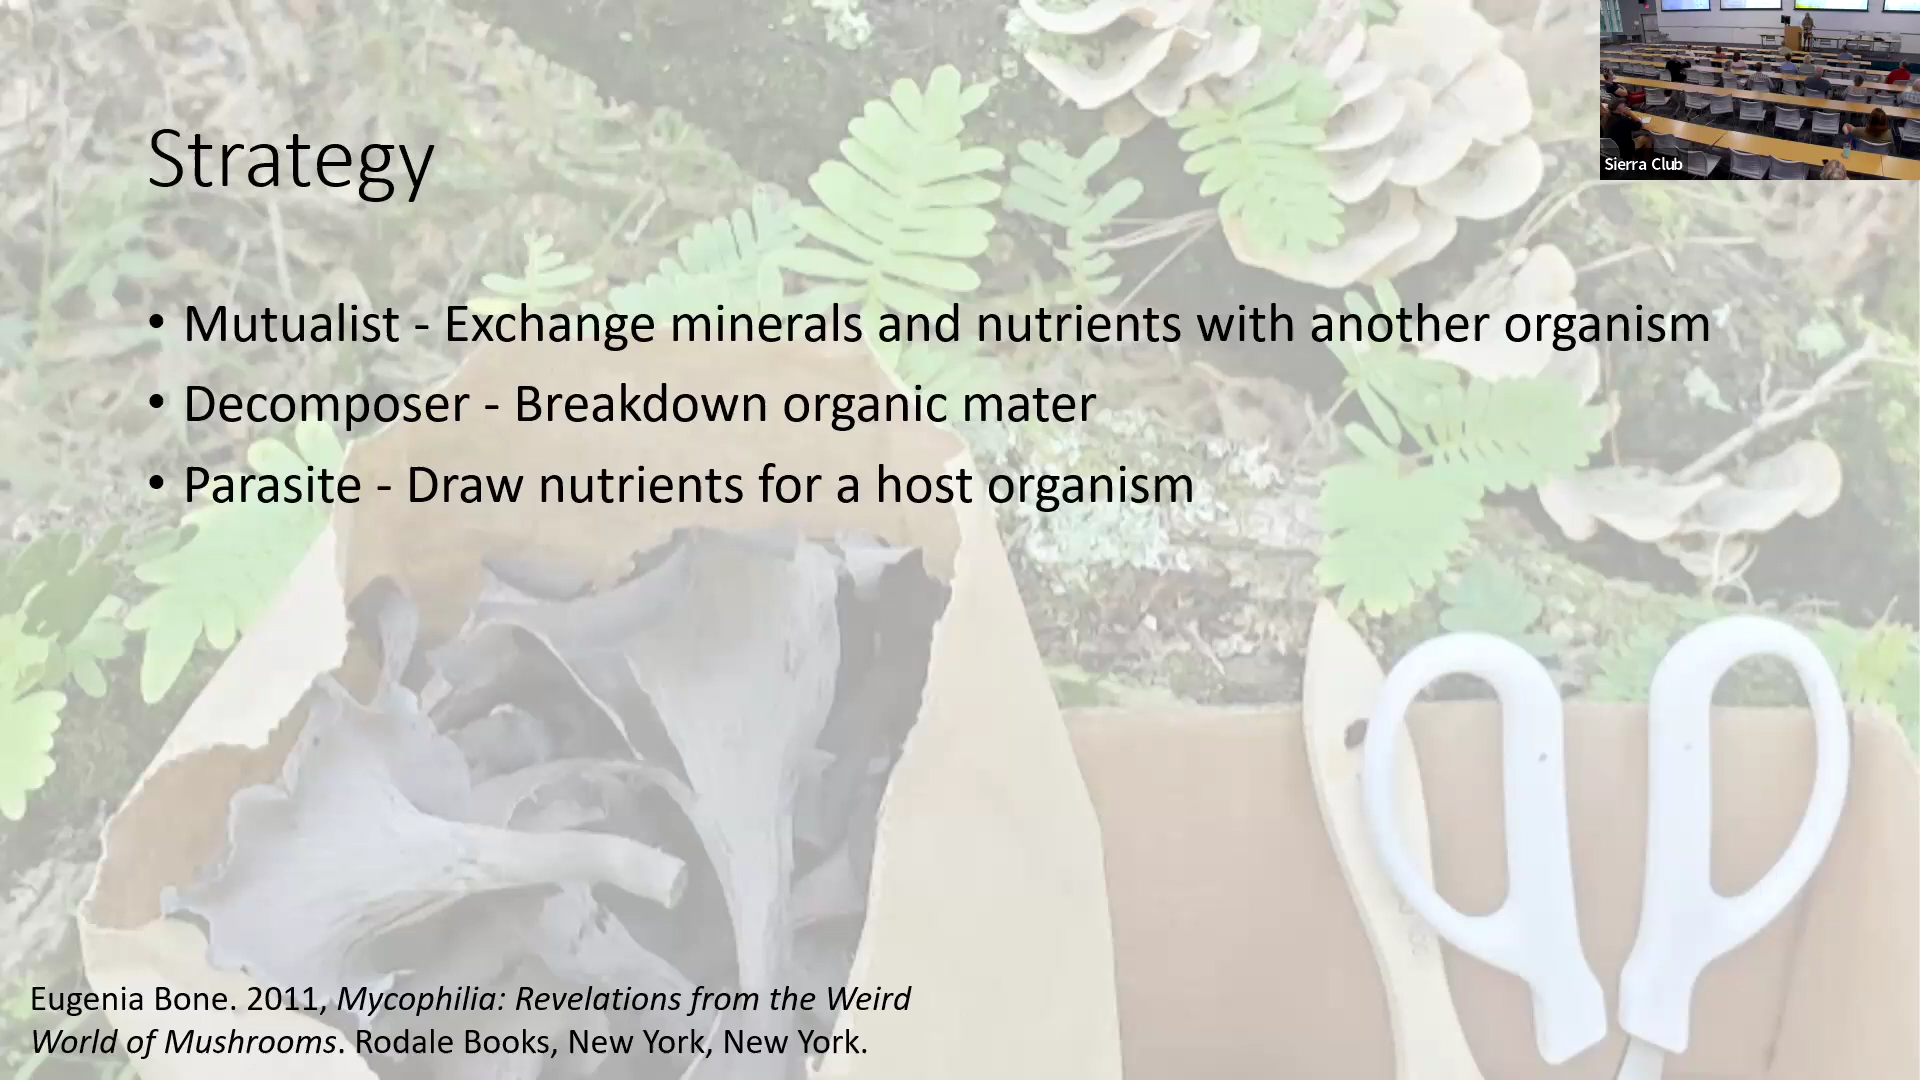 Strategy
Sierra Club
• Mutualist - Exchange minerals and nutrients with another organism
• Decomposer - Breakdown organic mater
• Parasite - Draw nutrients for a host organism
Eugenia Bone. 2011, Mycophilia: Revelations from the Weird
World of Mushrooms. Rodale Books, New York, New York.